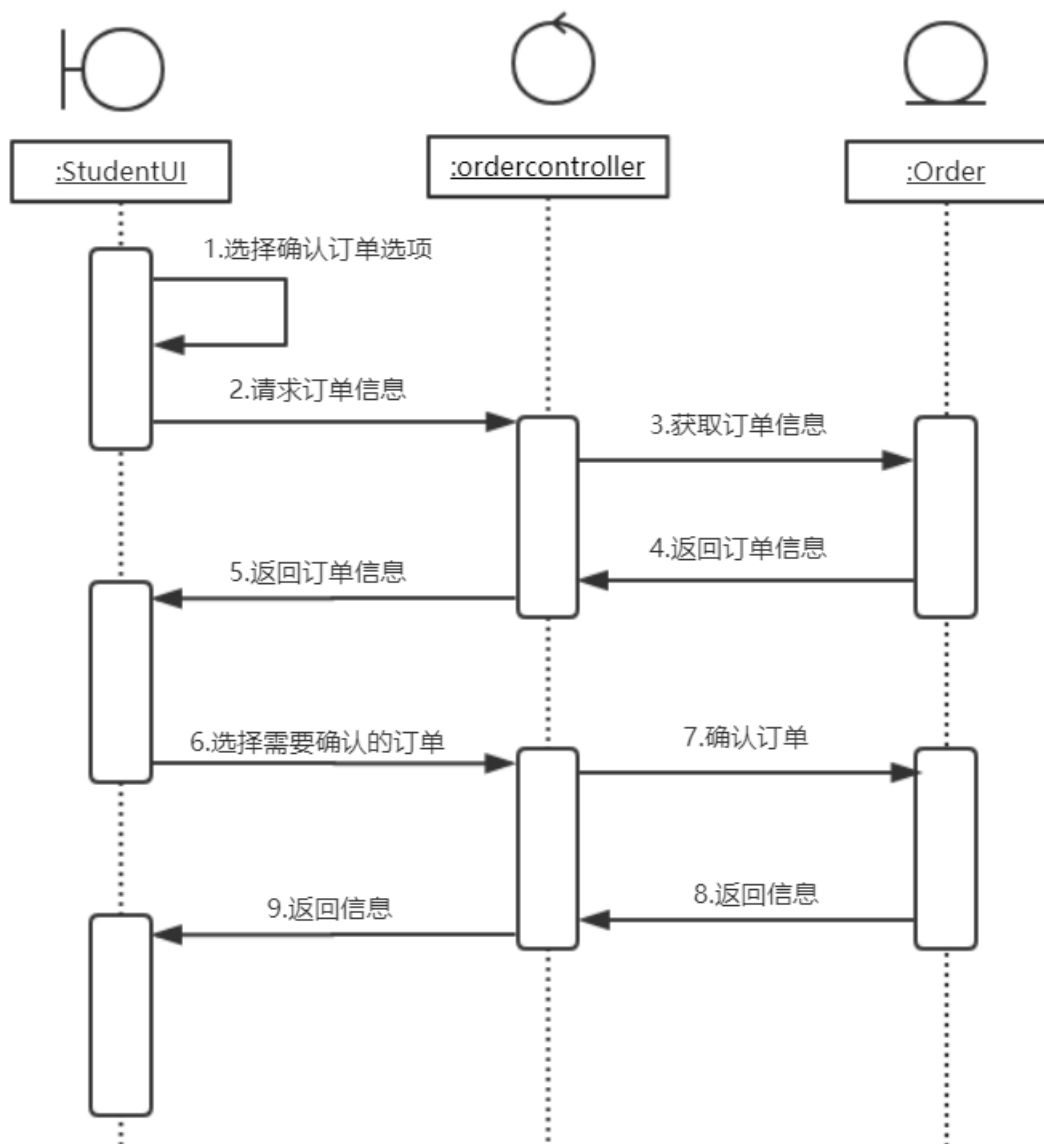 :StudentUI
:ordercontroller
:Order
1.选择确认订单选项
2.请求订单信息
3.获取订单信息
4.返回订单信息
5.返回订单信息
6.选择需要确认的订单
7.确认订单
8.返回信息
9.返回信息